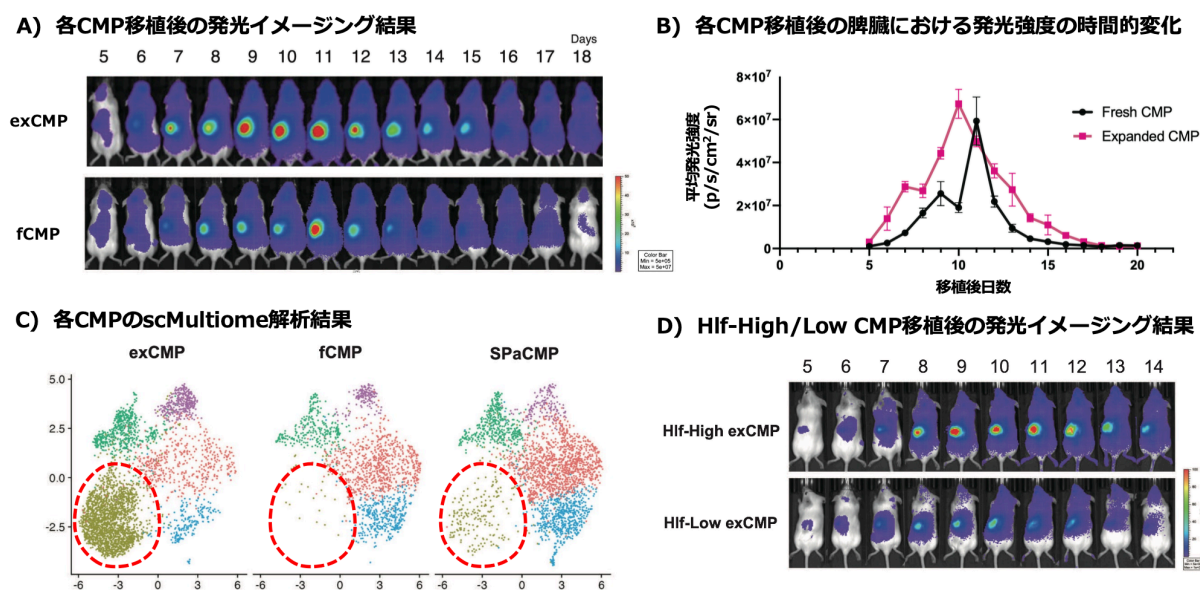 A) 各CMP移植後の発光イメージング結果
Days
5 6 7 8 9 10 11 12 13 14 15 16 17 18
exCMP
fCMP
Color Bar
Min = 5e+05
Max = 5e+07
B) 各CMP移植後の脾臓における発光強度の時間的変化
平均発光強度
(p/s/cm²/sr)
8×10⁷
6×10⁷
4×10⁷
2×10⁷
0
0 5 10 15 20
移植後日数
Fresh CMP
Expanded CMP
C) 各CMPのscMultiome解析結果
exCMP fCMP SPaCMP
5.0
2.5
0.0
-2.5
-6 -3 0 3 6 -6 -3 0 3 6 -6 -3 0 3 6
D) Hlf-High/Low CMP移植後の発光イメージング結果
5 6 7 8 9 10 11 12 13 14
Hlf-High exCMP
Hlf-Low exCMP